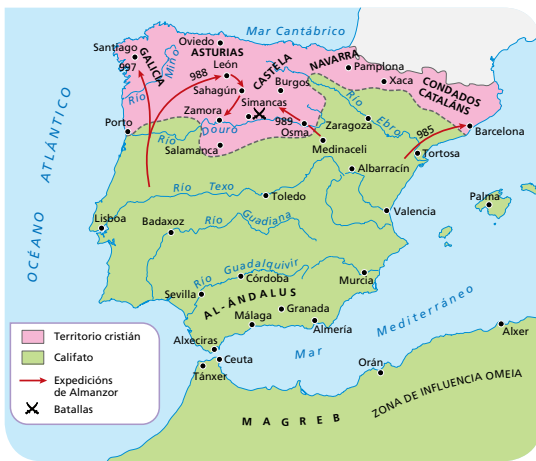 Mar Cantábrico
Oviedo
Santiago
997
GALICIA
ASTURIAS
León
988
Río Miño
Sahagún
CASTELA
Burgos
NAVARRA
Pamplona
Xaca
CONDADOS
CATALÁNS
Simancas
Zamora
Río Douro
989
Osma
Zaragoza
Río Ebro
985
Barcelona
Porto
Salamanca
Medinaceli
Albarracín
Tortosa
OCÉANO ATLÁNTICO
Río Texo
Toledo
Palma
Lisboa
Badaxoz
Río Guadiana
Valencia
Río Guadalquivir
Córdoba
Murcia
Sevilla
AL-ÁNDALUS
Granada
Málaga
Almería
Mar Mediterráneo
Alxeciras
Ceuta
Tánxer
Orán
Alxer
MAGREB
ZONA DE INFLUENCIA OMEIA
Territorio cristián
Califato
Expedicións
de Almanzor
Batallas